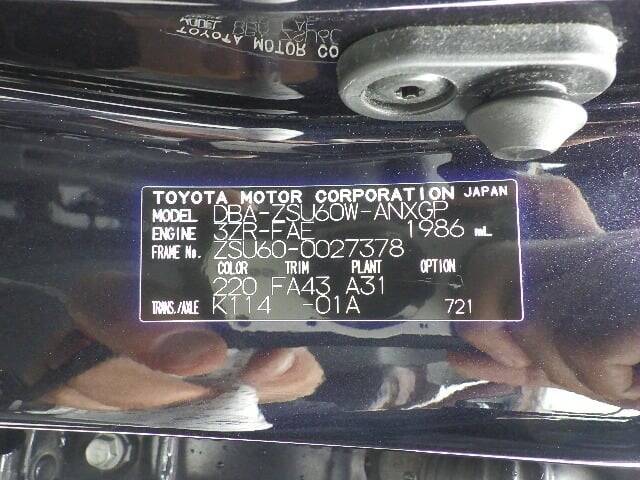 TOYOTA MOTOR CORPORATION JAPAN
MODEL DBA-ZSU60W-ANXGP
ENGINE 3ZR-FAE 1986 mL
FRAME No. ZSU60-0027378
COLOR TRIM PLANT OPTION
220 FA43 A31
TRANS./AXLE K114 -01A 721